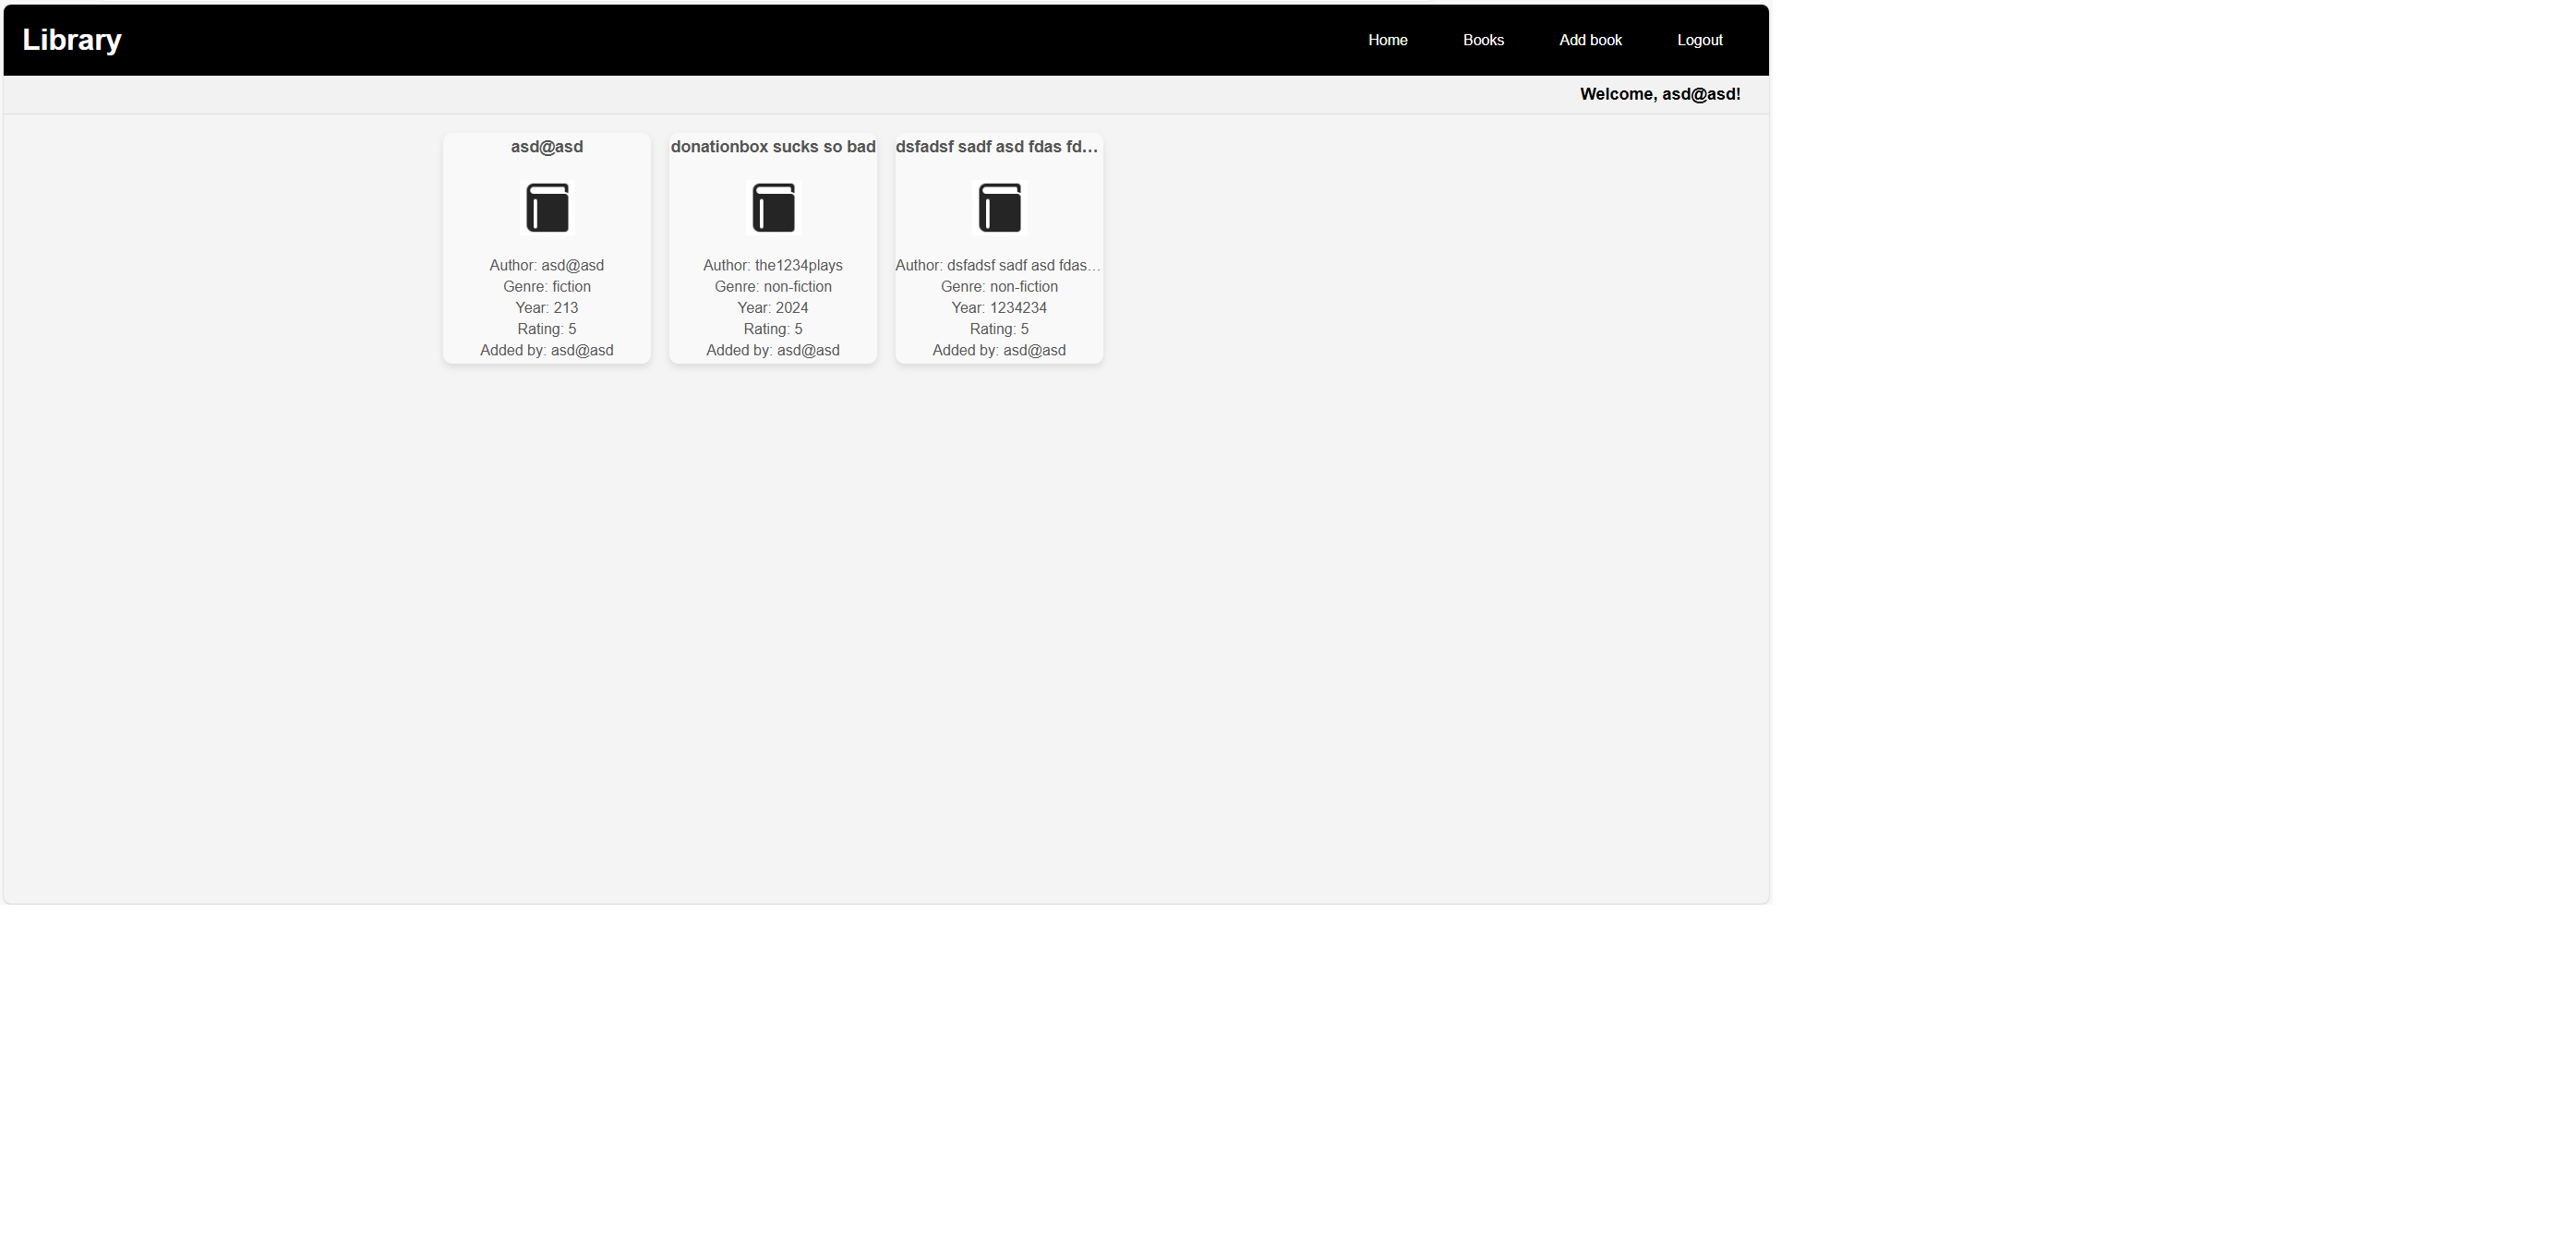 Library
Home
Books
Add book
Logout
Welcome, asd@asd!
asd@asd
Author: asd@asd
Genre: fiction
Year: 213
Rating: 5
Added by: asd@asd
donationbox sucks so bad
Author: the1234plays
Genre: non-fiction
Year: 2024
Rating: 5
Added by: asd@asd
dsfadsf sadf asd fdas fd...
Author: dsfadsf sadf asd fdas...
Genre: non-fiction
Year: 1234234
Rating: 5
Added by: asd@asd